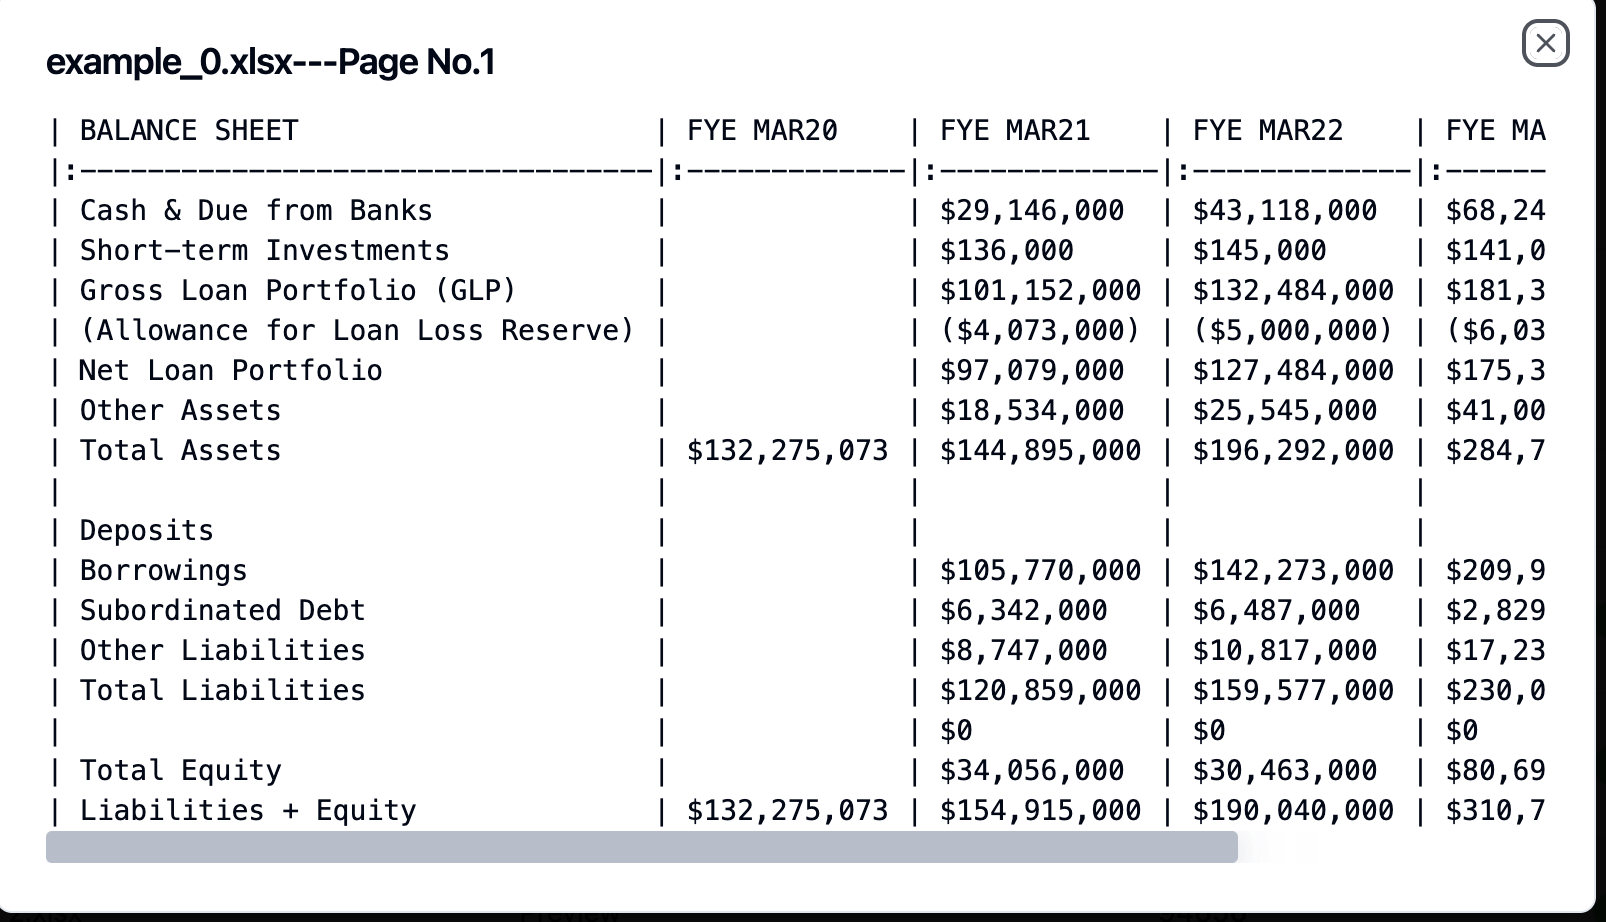 example_0.xlsx---Page No.1
| BALANCE SHEET                    | FYE MAR20    | FYE MAR21    | FYE MAR22    | FYE MA
|:----------------------------------|:-------------|:-------------|:-------------|:------
| Cash & Due from Banks             |              | $29,146,000  | $43,118,000  | $68,24
| Short-term Investments            |              | $136,000     | $145,000     | $141,0
| Gross Loan Portfolio (GLP)        |              | $101,152,000 | $132,484,000 | $181,3
| (Allowance for Loan Loss Reserve) |              | ($4,073,000) | ($5,000,000) | ($6,03
| Net Loan Portfolio                |              | $97,079,000  | $127,484,000 | $175,3
| Other Assets                      |              | $18,534,000  | $25,545,000  | $41,00
| Total Assets                      | $132,275,073 | $144,895,000 | $196,292,000 | $284,7
|                                   |              |              |              |
| Deposits                          |              |              |              |
| Borrowings                        |              | $105,770,000 | $142,273,000 | $209,9
| Subordinated Debt                 |              | $6,342,000   | $6,487,000   | $2,829
| Other Liabilities                 |              | $8,747,000   | $10,817,000  | $17,23
| Total Liabilities                 |              | $120,859,000 | $159,577,000 | $230,0
|                                   |              | $0           | $0           | $0
| Total Equity                      |              | $34,056,000  | $30,463,000  | $80,69
| Liabilities + Equity              | $132,275,073 | $154,915,000 | $190,040,000 | $310,7